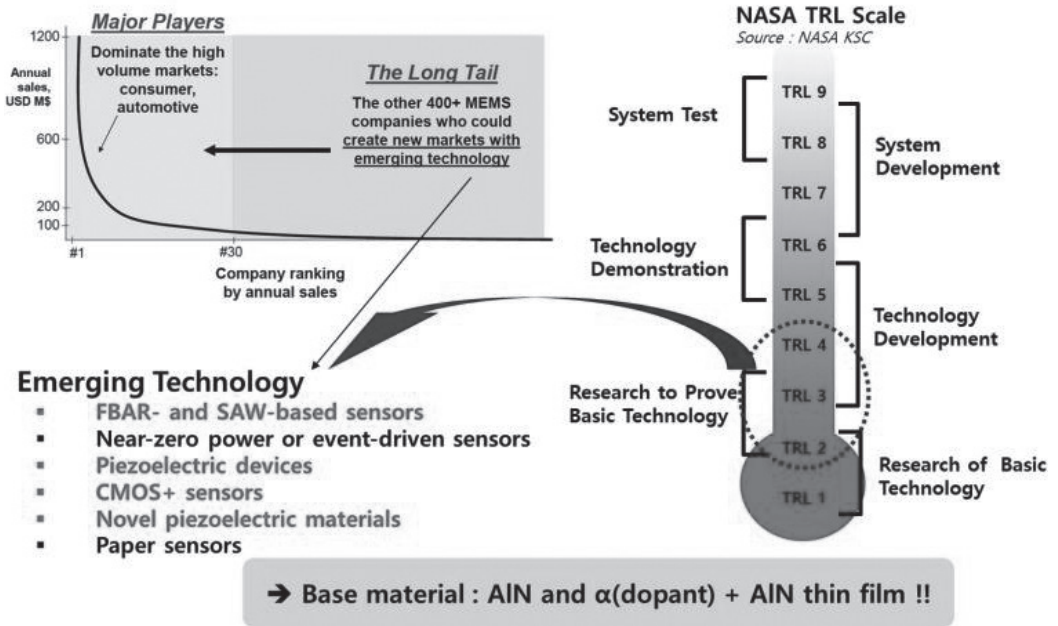 Major Players
1200
Annual
sales,
USD M$
600
200
100
Dominate the high
volume markets:
consumer,
automotive
The Long Tail
The other 400+ MEMS
companies who could
create new markets with
emerging technology
#1
#30
Company ranking
by annual sales
NASA TRL Scale
Source : NASA KSC
TRL 9
TRL 8
TRL 7
TRL 6
TRL 5
TRL 4
TRL 3
TRL 2
TRL 1
System Test
System
Development
Technology
Demonstration
Technology
Development
Research to Prove
Basic Technology
Research of Basic
Technology
Emerging Technology
▪ FBAR- and SAW-based sensors
▪ Near-zero power or event-driven sensors
▪ Piezoelectric devices
▪ CMOS+ sensors
▪ Novel piezoelectric materials
▪ Paper sensors
➔ Base material : AlN and α(dopant) + AlN thin film !!